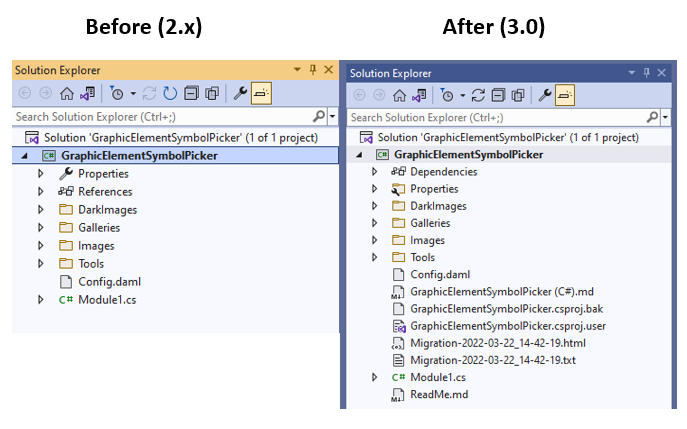 Before (2.x)
Solution Explorer
Search Solution Explorer (Ctrl+;)
Solution 'GraphicElementSymbolPicker' (1 of 1 project)
C# GraphicElementSymbolPicker
Properties
References
DarkImages
Galleries
Images
Tools
Config.daml
C# Module1.cs
After (3.0)
Solution Explorer
Search Solution Explorer (Ctrl+;)
Solution 'GraphicElementSymbolPicker' (1 of 1 project)
C# GraphicElementSymbolPicker
Dependencies
Properties
DarkImages
Galleries
Images
Tools
Config.daml
GraphicElementSymbolPicker (C#).md
GraphicElementSymbolPicker.csproj.bak
GraphicElementSymbolPicker.csproj.user
Migration-2022-03-22_14-42-19.html
Migration-2022-03-22_14-42-19.txt
C# Module1.cs
ReadMe.md